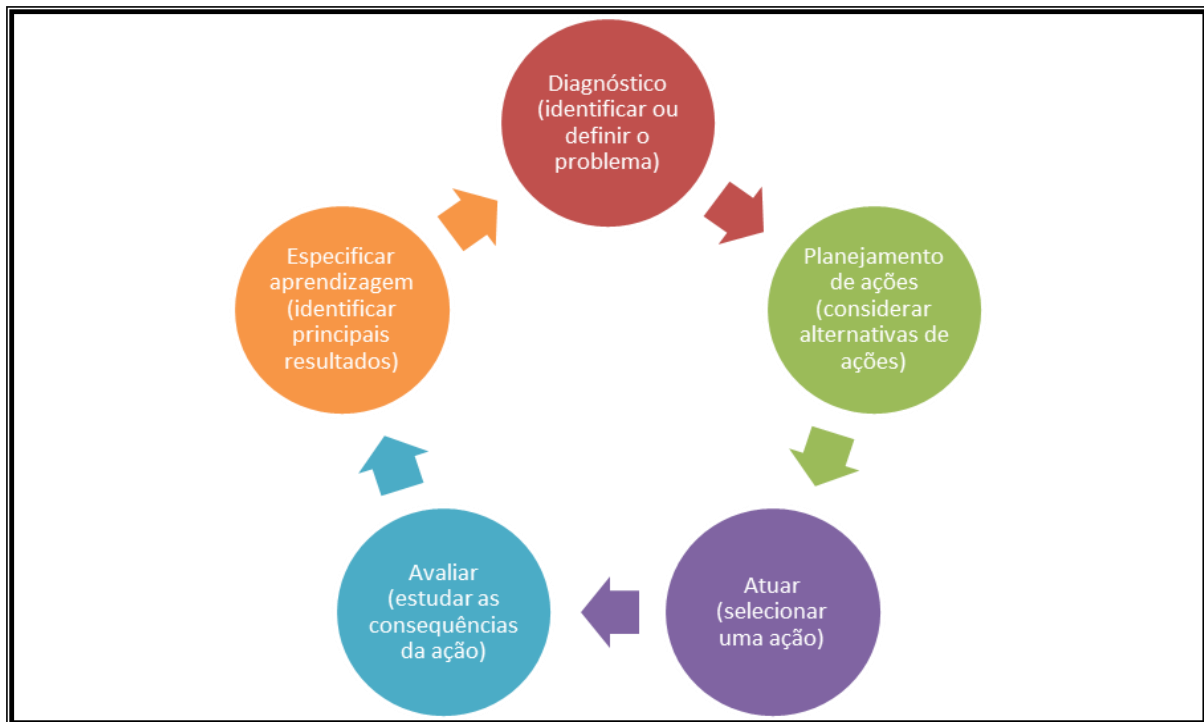 Diagnóstico
(identificar ou
definir o
problema)
Planejamento
de ações
(considerar
alternativas de
ações)
Atuar
(selecionar
uma ação)
Avaliar
(estudar as
consequências
da ação)
Especificar
aprendizagem
(identificar
principais
resultados)